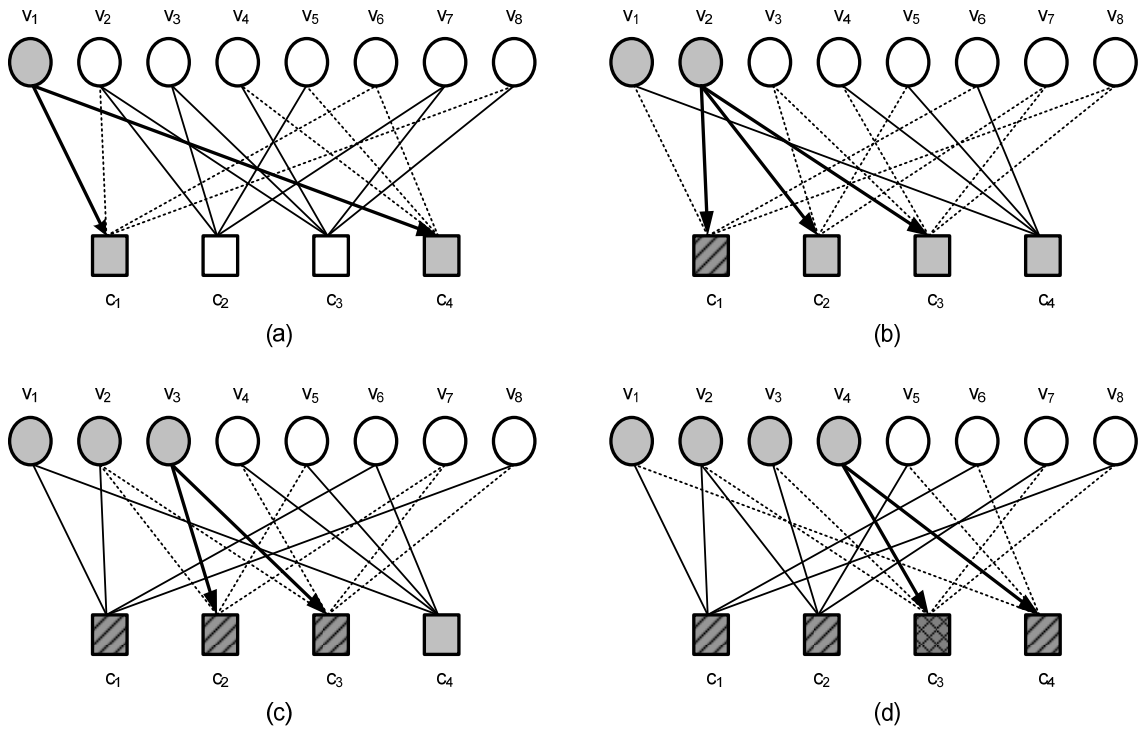 v1 v2 v3 v4 v5 v6 v7 v8
v1 v2 v3 v4 v5 v6 v7 v8
c1 c2 c3 c4
c1 c2 c3 c4
(a)
(b)
v1 v2 v3 v4 v5 v6 v7 v8
v1 v2 v3 v4 v5 v6 v7 v8
c1 c2 c3 c4
c1 c2 c3 c4
(c)
(d)